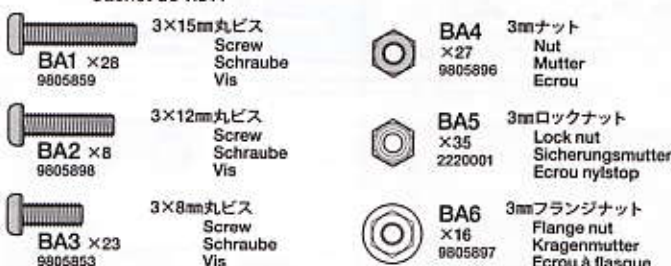 3×15㎜丸ビス
Screw
Schraube
Vis
BA1 ×28
9805859
3×12㎜丸ビス
Screw
Schraube
Vis
BA2 ×8
9805898
3×8㎜丸ビス
Screw
Schraube
Vis
BA3 ×23
9805853
BA4
×27
9805896
3㎜ナット
Nut
Mutter
Ecrou
BA5
×35
2220001
3㎜ロックナット
Lock nut
Sicherungsmutter
Ecrou nylstop
BA6
×16
9805897
3㎜フランジナット
Flange nut
Kragenmutter
Ecrou à flasque